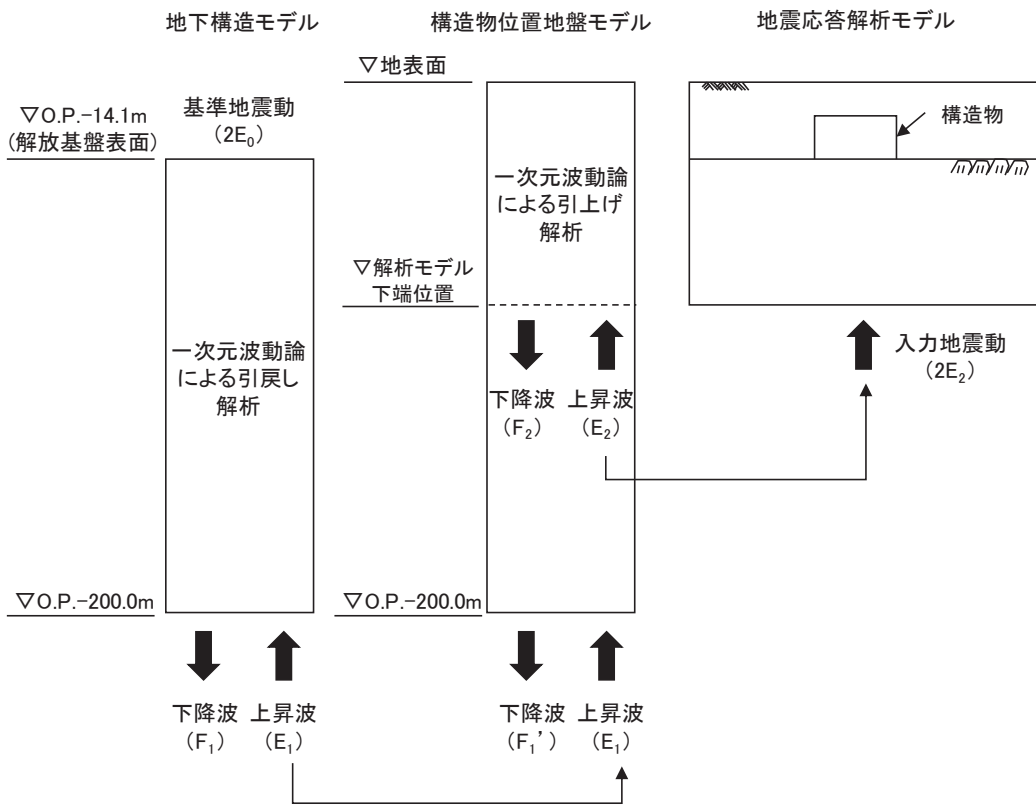 地下構造モデル
構造物位置地盤モデル
地震応答解析モデル
▽O.P.-14.1m
(解放基盤表面)
基準地震動
(2E₀)
一次元波動論
による引戻し
解析
▽O.P.-200.0m
下降波
(F₁)
上昇波
(E₁)
▽地表面
一次元波動論
による引上げ
解析
▽解析モデル
下端位置
下降波
(F₂)
上昇波
(E₂)
▽O.P.-200.0m
下降波
(F₁’)
上昇波
(E₁)
構造物
入力地震動
(2E₂)